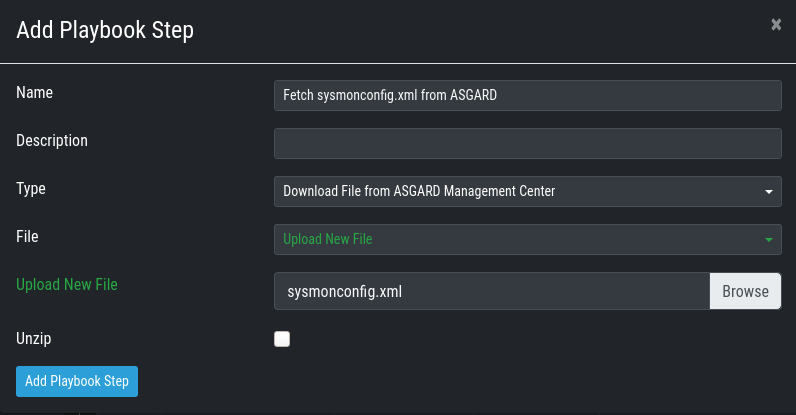 Add Playbook Step
×
Name
Fetch sysmonconfig.xml from ASGARD
Description
Type
Download File from ASGARD Management Center
File
Upload New File
Upload New File
sysmonconfig.xml
Browse
Unzip
Add Playbook Step